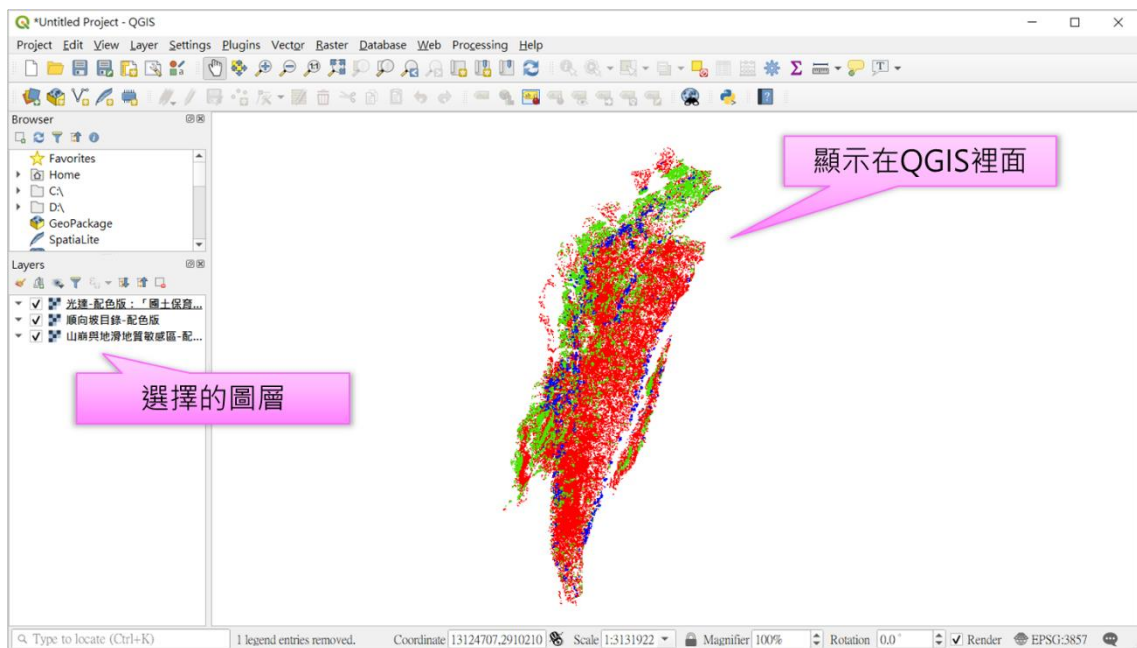 *Untitled Project - QGIS
Project Edit View Layer Settings Plugins Vector Raster Database Web Processing Help
Browser
Favorites
Home
C:\
D:\
GeoPackage
SpatiaLite
Layers
光達-配色版：「國土保育...
順向坡目錄-配色版
山崩與地滑地質敏感區-配...
選擇的圖層
顯示在QGIS裡面
Type to locate (Ctrl+K) 1 legend entries removed. Coordinate 13124707,2910210 Scale 1:3131922 Magnifier 100% Rotation 0.0 ° Render EPSG:3857